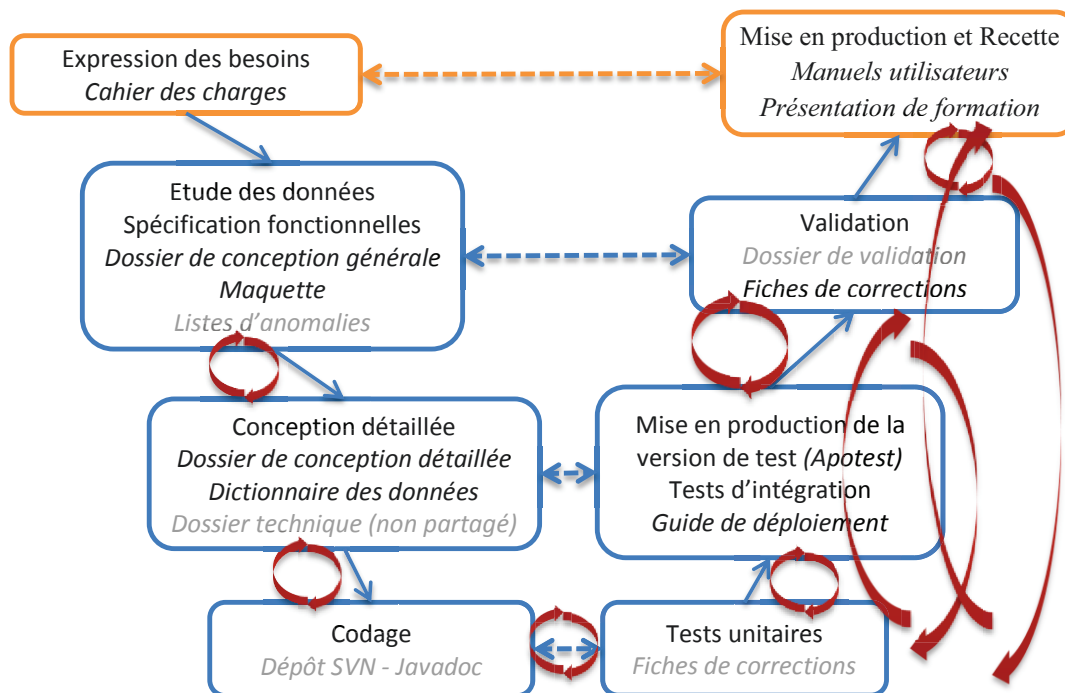 Expression des besoins
Cahier des charges
Mise en production et Recette
Manuels utilisateurs
Présentation de formation
Etude des données
Spécification fonctionnelles
Dossier de conception générale
Maquette
Listes d’anomalies
Validation
Dossier de validation
Fiches de corrections
Conception détaillée
Dossier de conception détaillée
Dictionnaire des données
Dossier technique (non partagé)
Mise en production de la
version de test (Apotest)
Tests d’intégration
Guide de déploiement
Codage
Dépôt SVN - Javadoc
Tests unitaires
Fiches de corrections